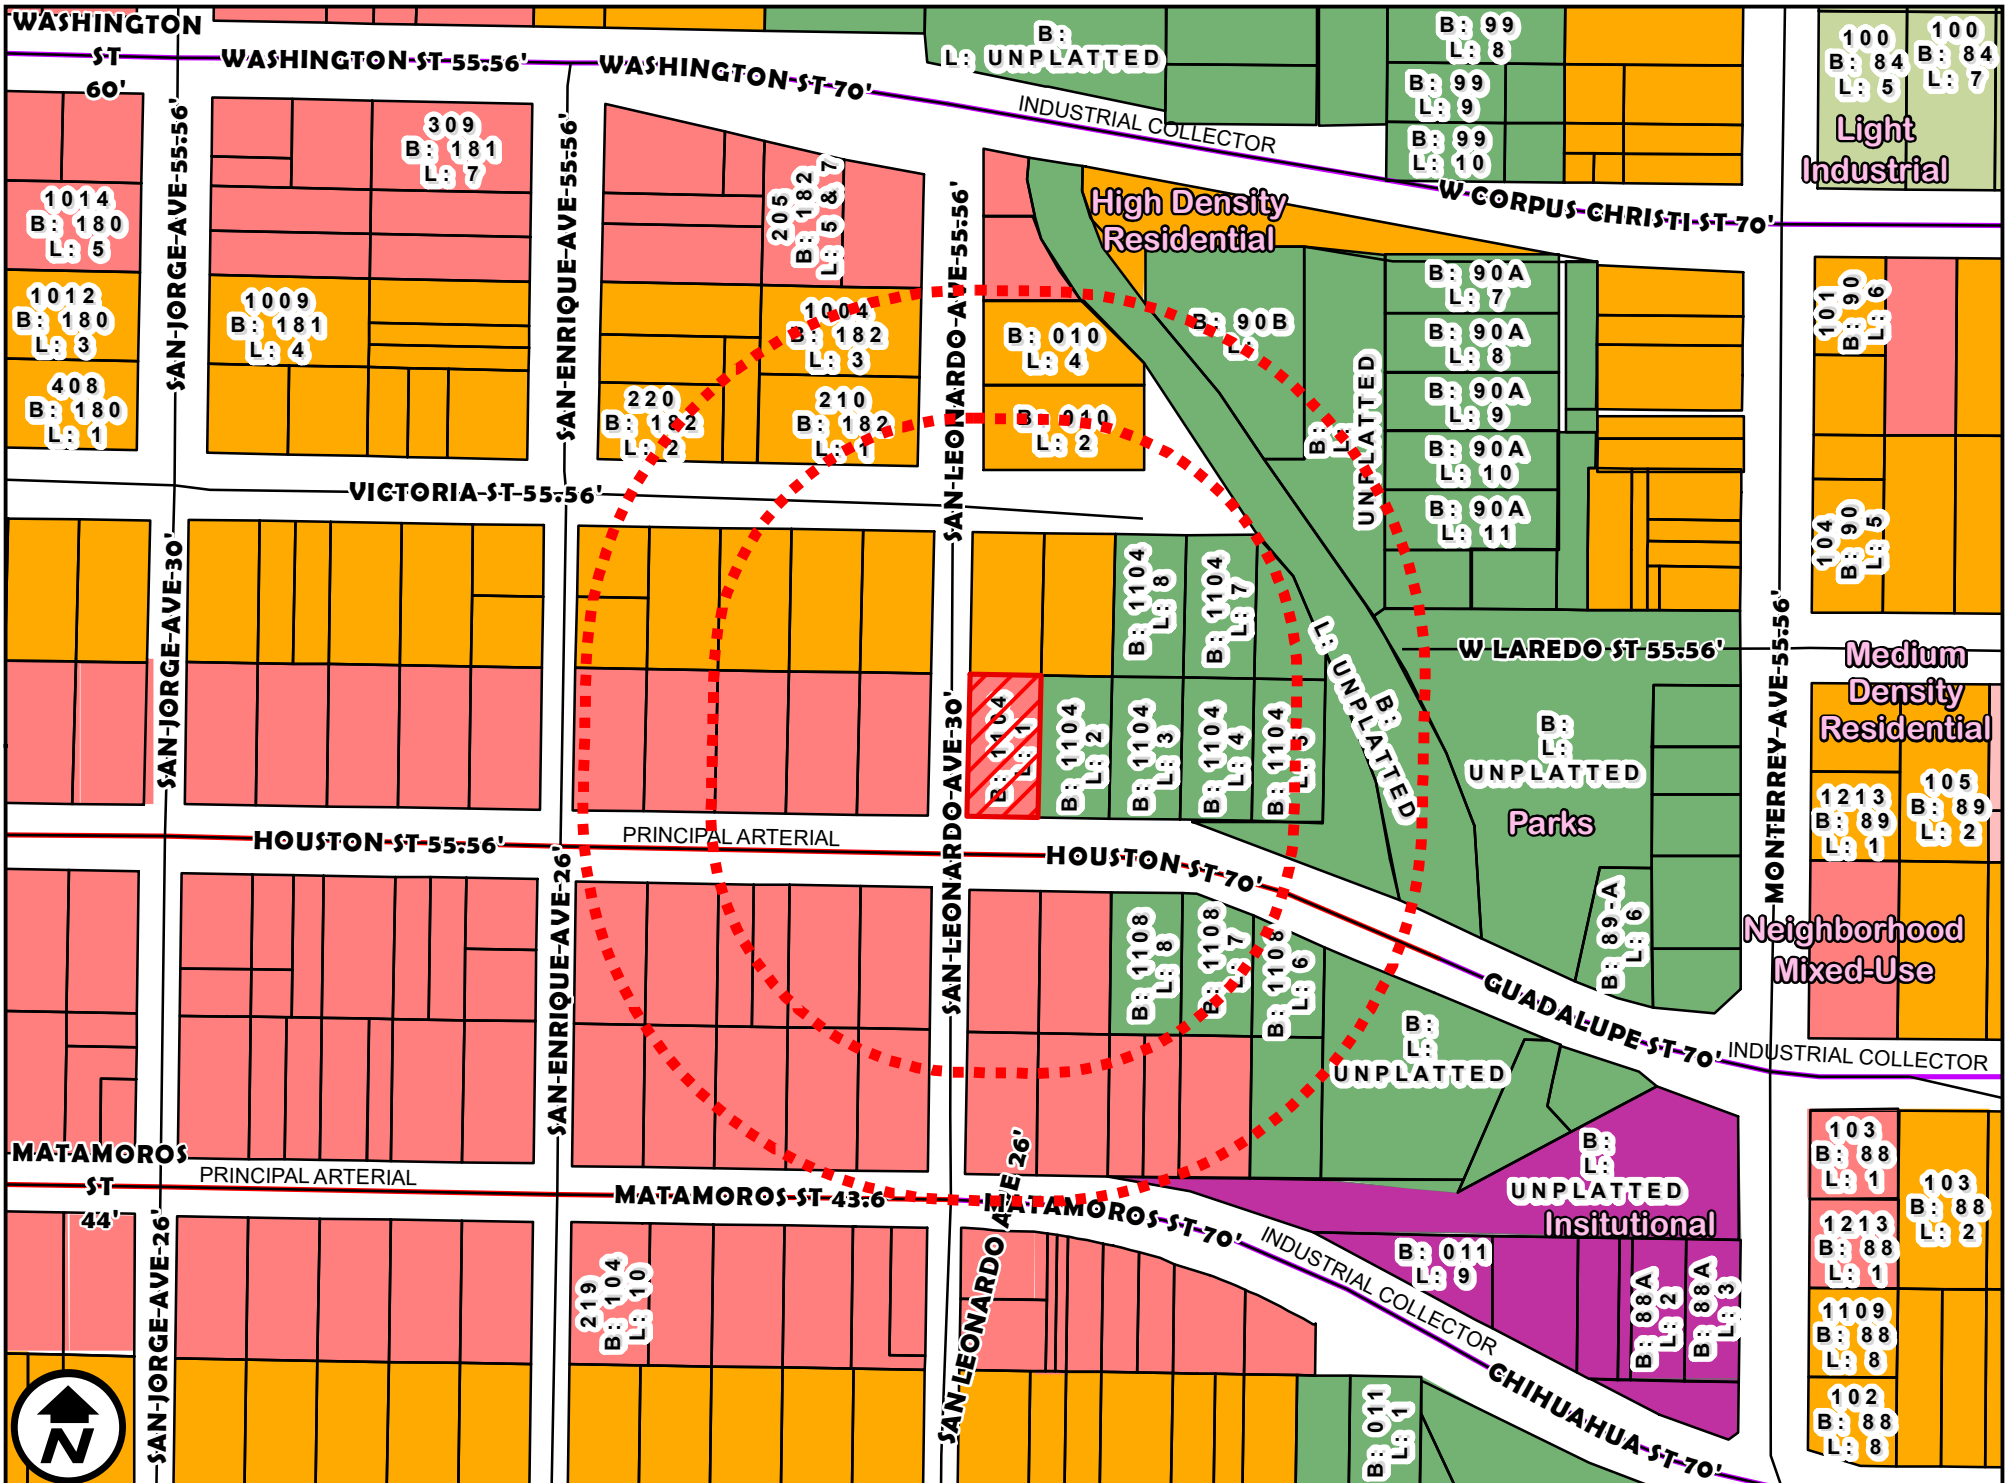 WASHINGTON
ST
60'
WASHINGTON ST 55.56'
WASHINGTON ST 70'
INDUSTRIAL COLLECTOR
W CORPUS CHRISTI ST 70'
B:
L: UNPLATTED
B: 99
L: 8
B: 99
L: 9
B: 99
L: 10
100
B: 84
L: 5
100
B: 84
L: 7
Light
Industrial
SAN JORGE AVE 55.56'
309
B: 181
L: 7
SAN ENRIQUE AVE 55.56'
205
B: 182
L: 5 & 7
SAN LEONARDO AVE 55.56'
High Density
Residential
1014
B: 180
L: 5
1012
B: 180
L: 3
408
B: 180
L: 1
1009
B: 181
L: 4
1004
B: 182
L: 3
220
B: 182
L: 2
210
B: 182
L: 1
B: 010
L: 4
B: 010
L: 2
B: 90B
L:
B:
L:
UNPLATTED
B: 90A
L: 7
B: 90A
L: 8
B: 90A
L: 9
B: 90A
L: 10
B: 90A
L: 11
101
B: 90
L: 6
104
B: 90
L: 5
VICTORIA ST 55.56'
SAN JORGE AVE 30'
B: 1104
L: 8
B: 1104
L: 7
B: 1104
L: 1
B: 1104
L: 2
B: 1104
L: 3
B: 1104
L: 4
B: 1104
L: 5
B:
L: UNPLATTED
W LAREDO ST 55.56'
MONTERREY AVE 55.56'
Medium
Density
Residential
B:
L:
UNPLATTED
Parks
1213
B: 89
L: 1
105
B: 89
L: 2
SAN LEONARDO AVE 30'
HOUSTON ST 55.56'
PRINCIPAL ARTERIAL
HOUSTON ST 70'
SAN ENRIQUE AVE 26'
B: 1108
L: 8
B: 1108
L: 7
B: 1108
L: 6
B: 89-A
L: 6
Neighborhood
Mixed-Use
GUADALUPE ST 70'
INDUSTRIAL COLLECTOR
B:
L:
UNPLATTED
MATAMOROS
ST
44'
PRINCIPAL ARTERIAL
MATAMOROS ST 43.6
MATAMOROS ST 70'
SAN LEONARDO AVE 26'
INDUSTRIAL COLLECTOR
B:
L:
UNPLATTED
Insitutional
103
B: 88
L: 1
103
B: 88
L: 2
1213
B: 88
L: 1
1109
B: 88
L: 8
102
B: 88
L: 8
SAN JORGE AVE 26'
219
B: 104
L: 10
B: 011
L: 9
B: 88A
L: 2
B: 88A
L: 3
B: 011
L: 1
CHIHUAHUA ST 70'
N